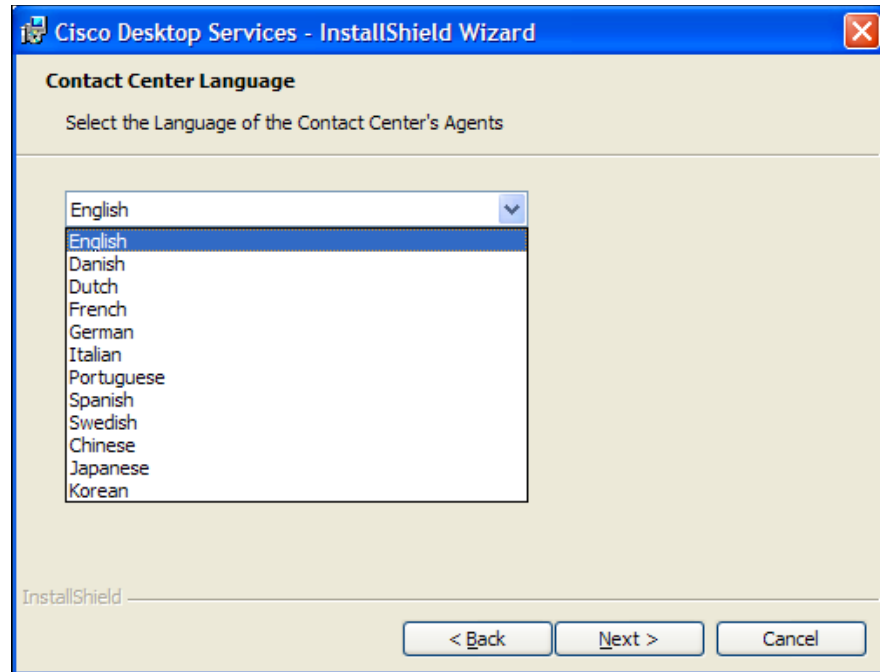 Cisco Desktop Services - InstallShield Wizard
Contact Center Language
Select the Language of the Contact Center's Agents
English
English
Danish
Dutch
French
German
Italian
Portuguese
Spanish
Swedish
Chinese
Japanese
Korean
InstallShield
< Back Next > Cancel